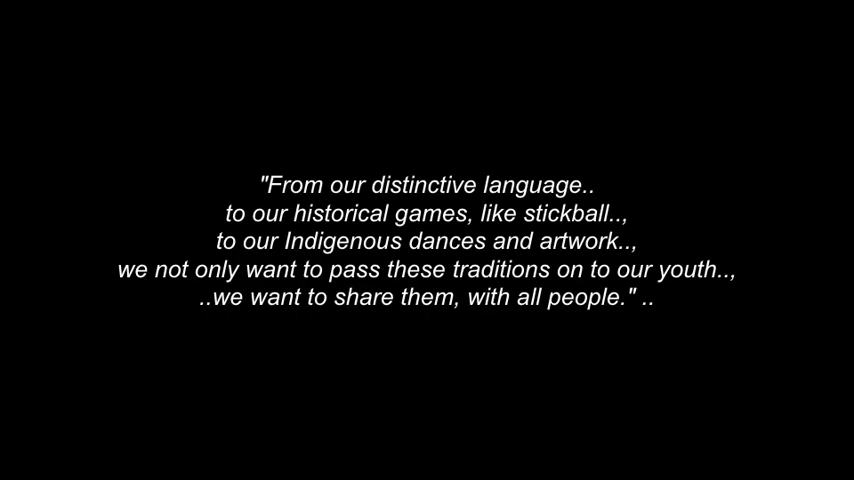 "From our distinctive language..
to our historical games, like stickball..,
to our Indigenous dances and artwork..,
we not only want to pass these traditions on to our youth..,
..we want to share them, with all people." ..